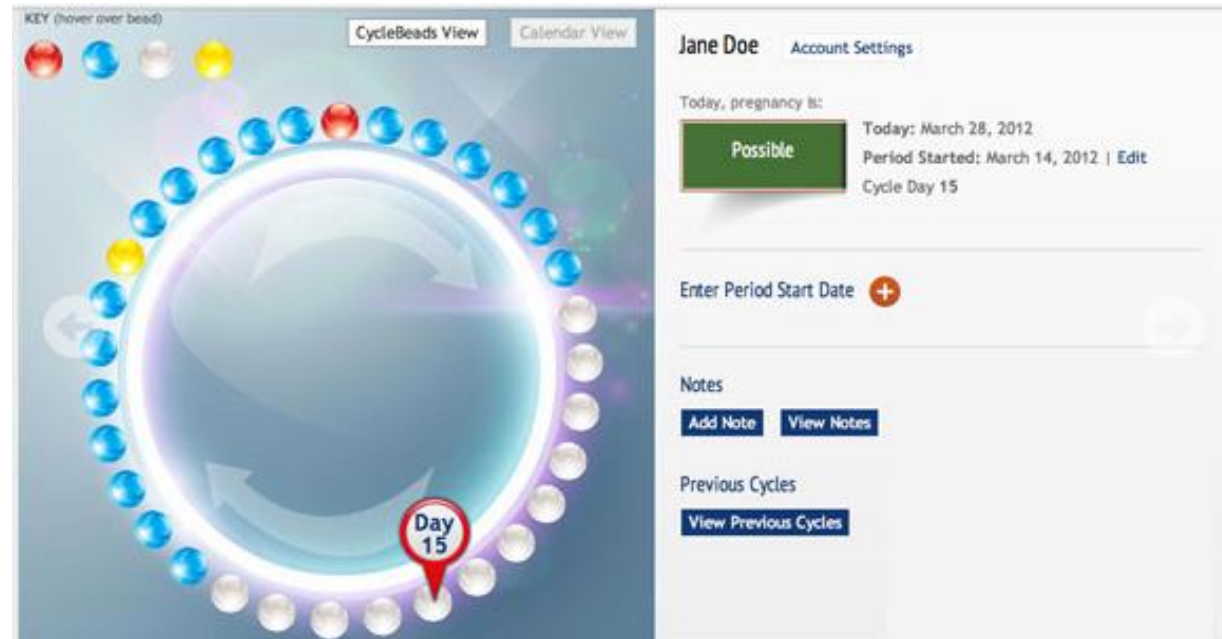 KEY (hover over bead)
CycleBeads View
Calendar View
Day
15
Jane Doe
Account Settings
Today, pregnancy is:
Possible
Today: March 28, 2012
Period Started: March 14, 2012 | Edit
Cycle Day 15
Enter Period Start Date
Notes
Add Note
View Notes
Previous Cycles
View Previous Cycles